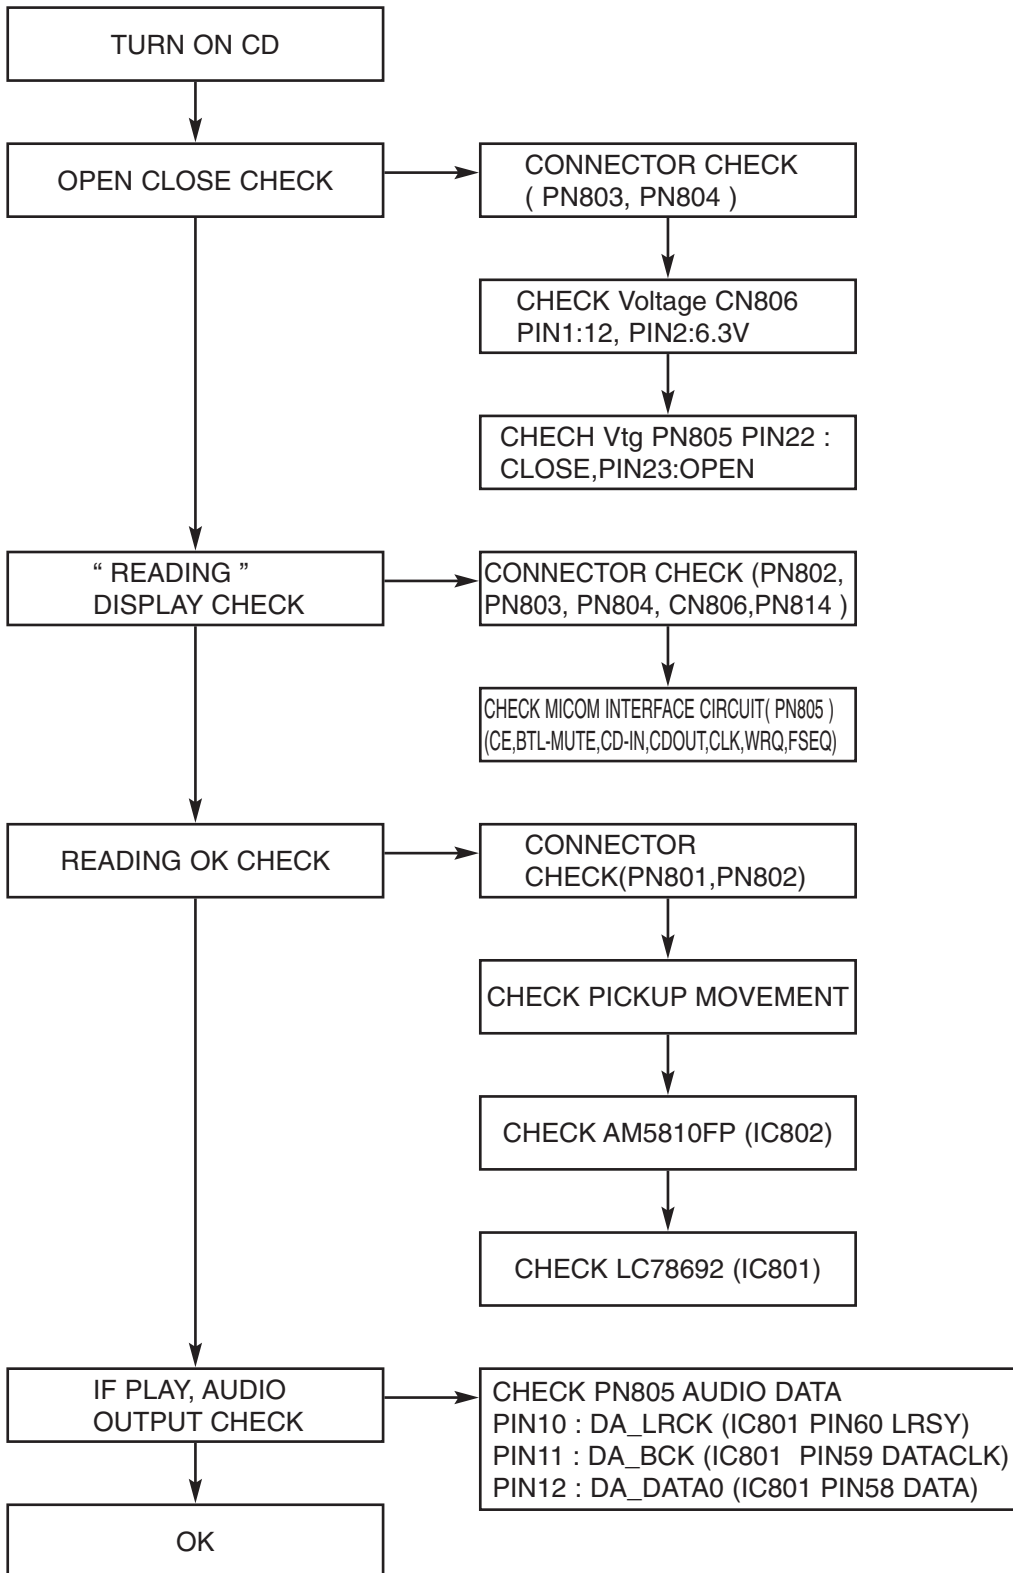 TURN ON CD
OPEN CLOSE CHECK
CONNECTOR CHECK
( PN803, PN804 )
CHECK Voltage CN806
PIN1:12, PIN2:6.3V
CHECH Vtg PN805 PIN22 :
CLOSE,PIN23:OPEN
“ READING ”
DISPLAY CHECK
CONNECTOR CHECK (PN802,
PN803, PN804, CN806,PN814 )
CHECK MICOM INTERFACE CIRCUIT( PN805 )
(CE,BTL-MUTE,CD-IN,CDOUT,CLK,WRQ,FSEQ)
READING OK CHECK
CONNECTOR
CHECK(PN801,PN802)
CHECK PICKUP MOVEMENT
CHECK AM5810FP (IC802)
CHECK LC78692 (IC801)
IF PLAY, AUDIO
OUTPUT CHECK
CHECK PN805 AUDIO DATA
PIN10 : DA_LRCK (IC801 PIN60 LRSY)
PIN11 : DA_BCK (IC801  PIN59 DATACLK)
PIN12 : DA_DATA0 (IC801 PIN58 DATA)
OK